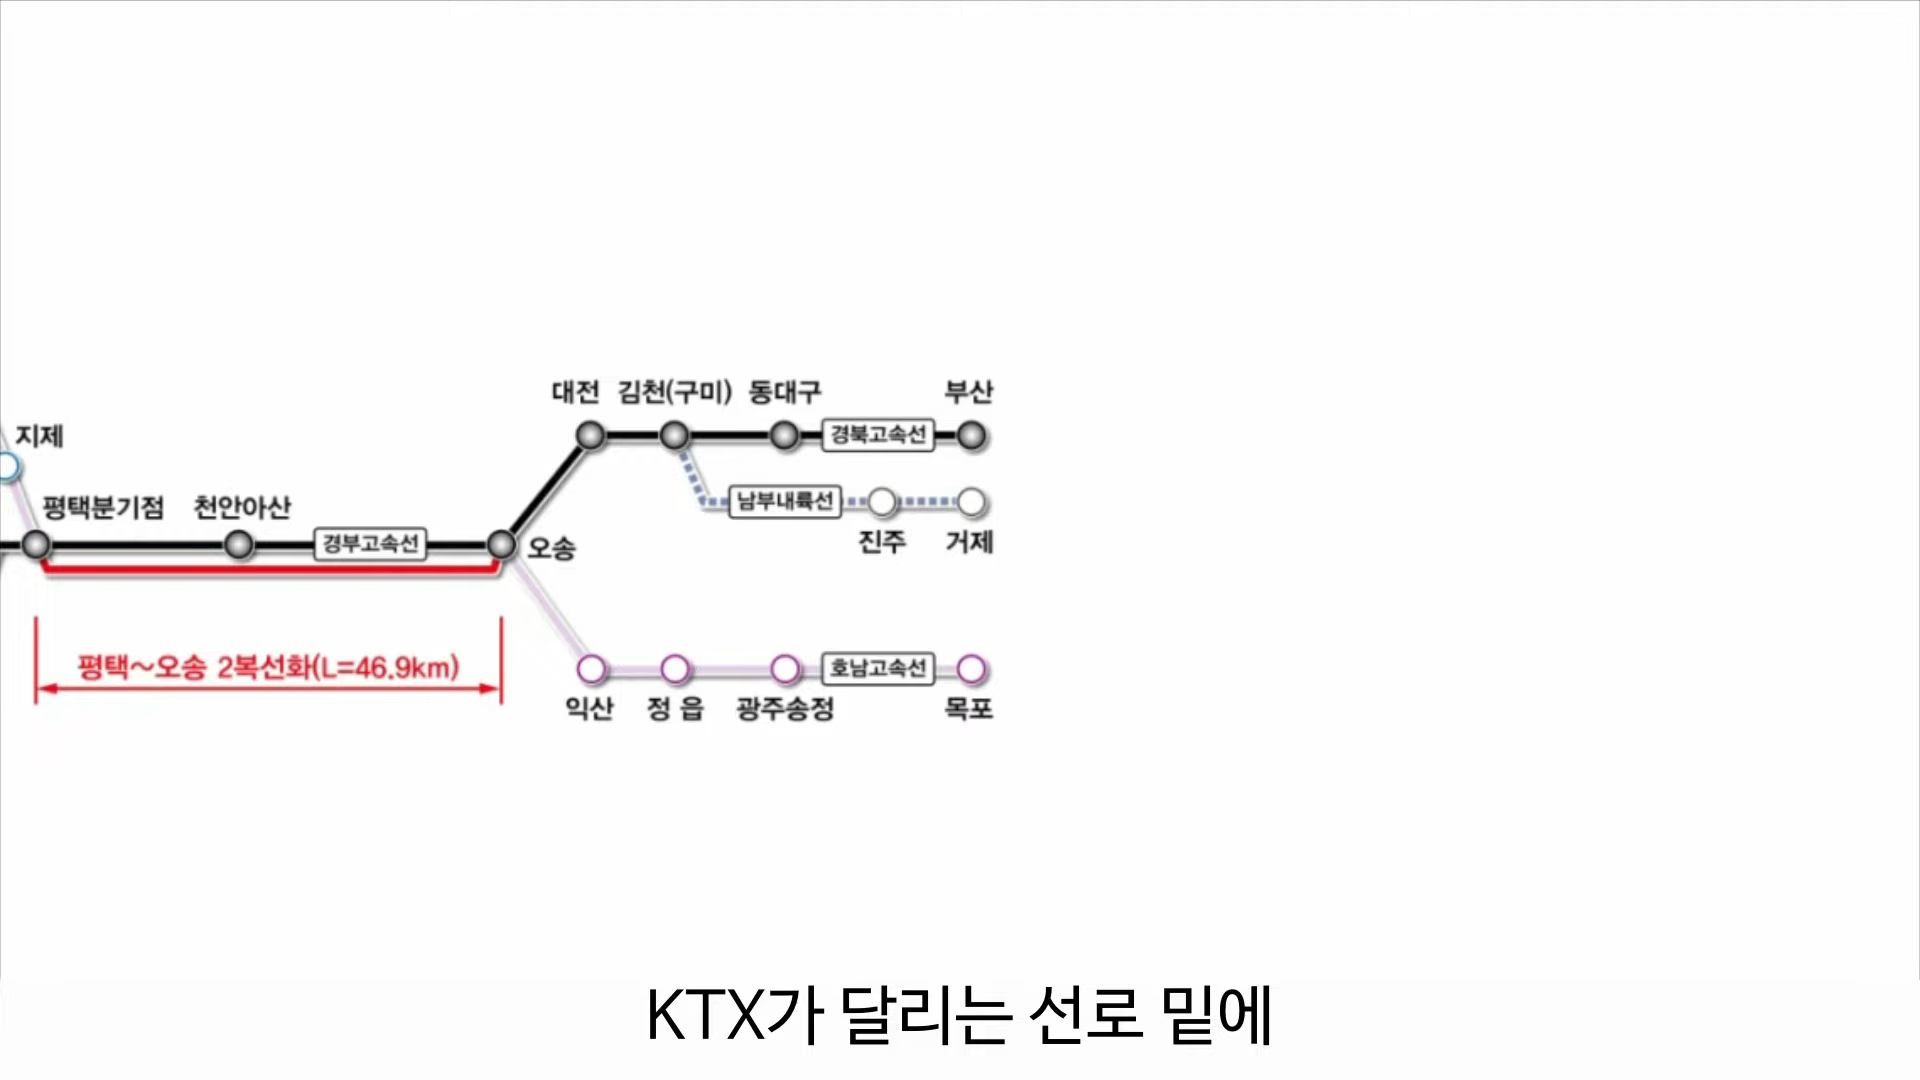 대전 김천(구미) 동대구 부산
경북고속선
지제
남부내륙선
평택분기점 천안아산
경부고속선
오송
진주 거제
평택~오송 2복선화(L=46.9km)
호남고속선
익산 정 읍 광주송정 목포
KTX가 달리는 선로 밑에